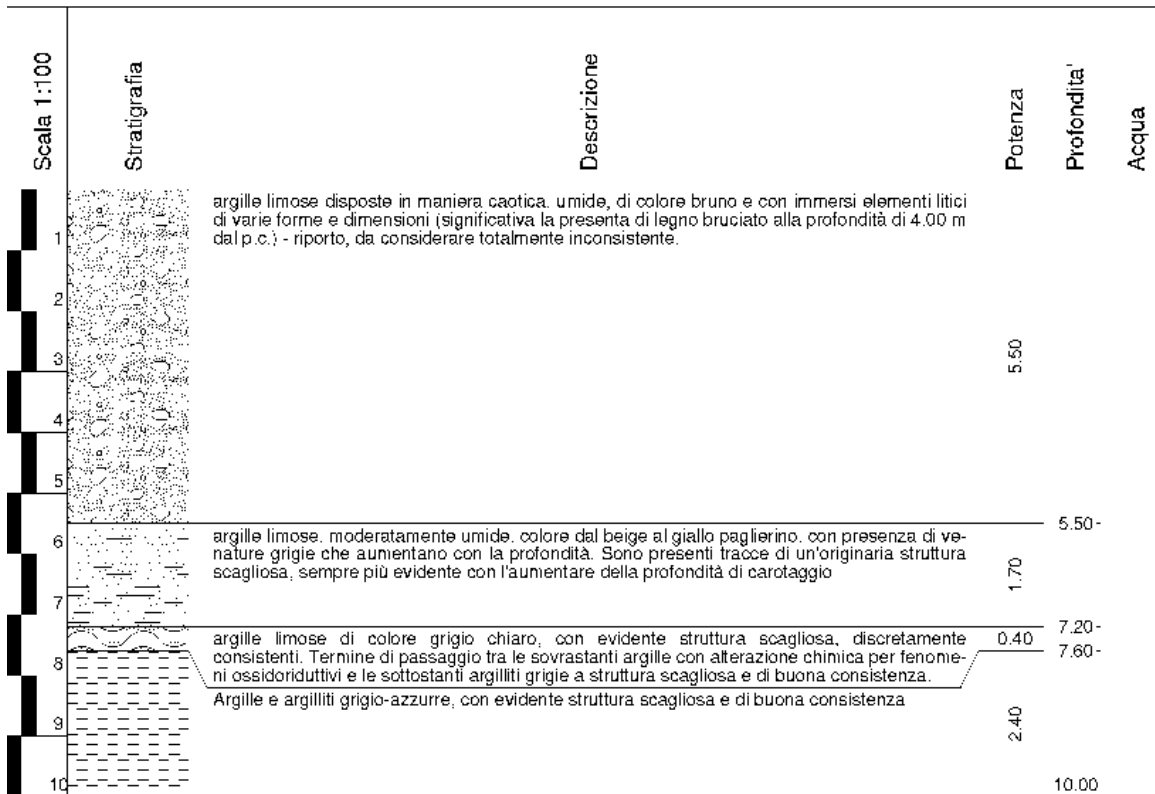 Scala 1:100
Stratigrafia
Descrizione
Potenza
Profondita'
Acqua
argille limose disposte in maniera caotica. umide, di colore bruno e con immersi elementi litici
di varie forme e dimensioni (significativa la presenta di legno bruciato alla profondità di 4.00 m
dal p.c.) - riporto, da considerare totalmente inconsistente.
1
2
3
5.50
4
5
5.50-
6
argille limose. moderatamente umide. colore dal beige al giallo paglierino. con presenza di ve-
nature grigie che aumentano con la profondità. Sono presenti tracce di un'originaria struttura
scagliosa, sempre più evidente con l'aumentare della profondità di carotaggio
1.70
7
7.20-
argille limose di colore grigio chiaro, con evidente struttura scagliosa, discretamente
consistenti. Termine di passaggio tra le sovrastanti argille con alterazione chimica per fenome-
ni ossidoriduttivi e le sottostanti argilliti grigie a struttura scagliosa e di buona consistenza.
0.40
7.60-
8
Argille e argilliti grigio-azzurre, con evidente struttura scagliosa e di buona consistenza
2.40
9
10
10.00